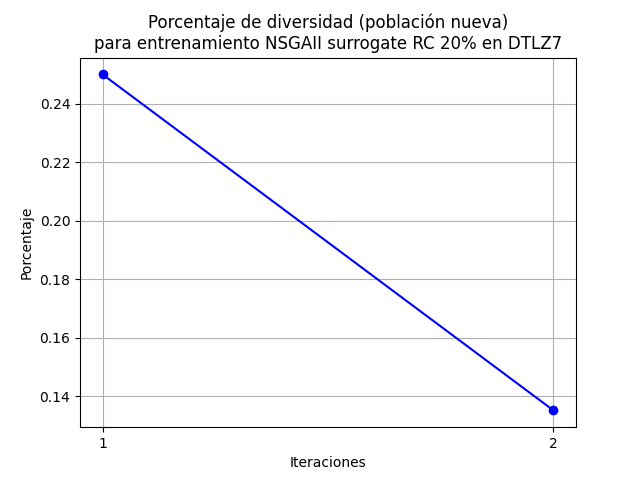 Porcentaje de diversidad (población nueva)
para entrenamiento NSGAII surrogate RC 20% en DTLZ7
0.24
0.22
0.20
0.18
0.16
0.14
Porcentaje
1
2
Iteraciones